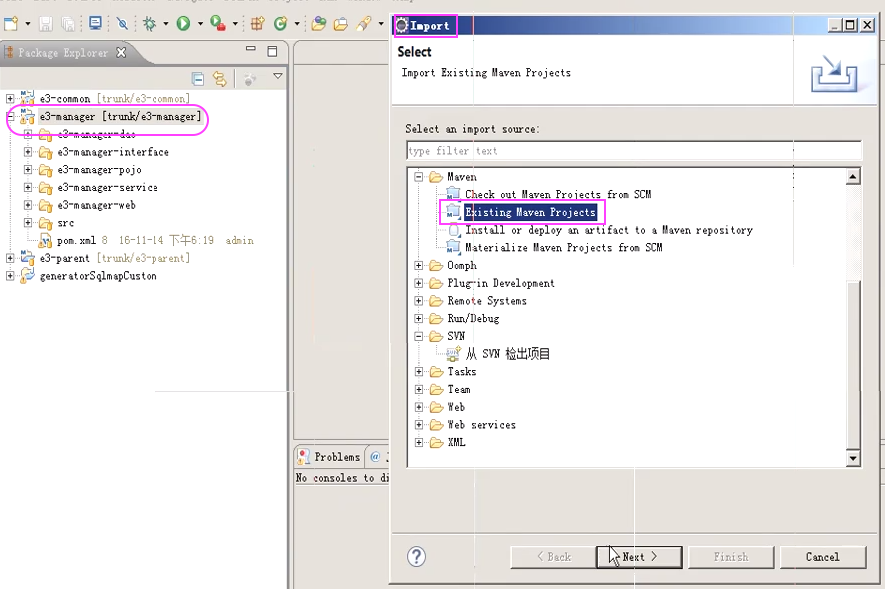 Package Explorer
e3-common [trunk/e3-common]
e3-manager [trunk/e3-manager]
e3-manager-dao
e3-manager-interface
e3-manager-pojo
e3-manager-service
e3-manager-web
src
pom.xml 8 16-11-14 下午6:19 admin
e3-parent [trunk/e3-parent]
generatorSqlmapCuston
Problems @ J
No consoles to di
Import
Select
Import Existing Maven Projects
Select an import source:
type filter text
Maven
Check out Maven Projects from SCM
Existing Maven Projects
Install or deploy an artifact to a Maven repository
Materialize Maven Projects from SCM
Oomph
Plug-in Development
Remote Systems
Run/Debug
SVN
从 SVN 检出项目
Tasks
Team
Web
Web services
XML
? < Back Next > Finish Cancel